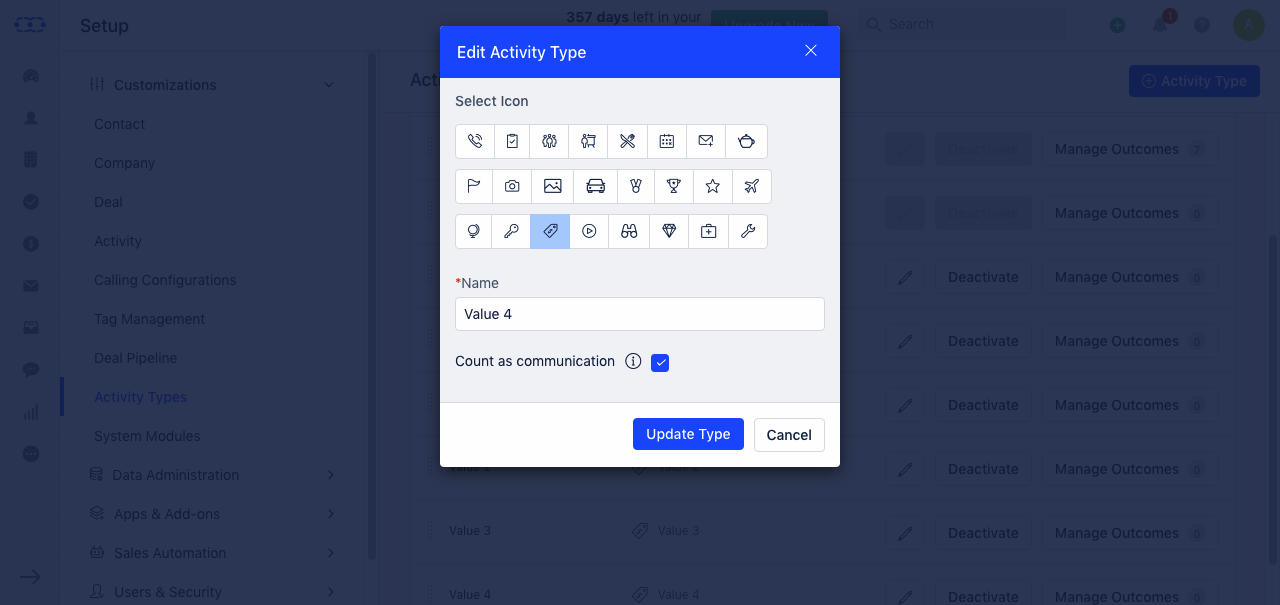 Setup
357 days left in your
Upgrade Now
Search
1
A
Edit Activity Type
Customizations
Contact
Company
Deal
Activity
Calling Configurations
Tag Management
Deal Pipeline
Activity Types
System Modules
Data Administration
Apps & Add-ons
Sales Automation
Users & Security
Acti
Activity Type
Select Icon
*Name
Value 4
Count as communication
Update Type
Cancel
Deactivate
Manage Outcomes 7
Deactivate
Manage Outcomes 2
Deactivate
Manage Outcomes 0
Deactivate
Manage Outcomes 0
Deactivate
Manage Outcomes 0
Value 2
Value 2
Deactivate
Manage Outcomes 0
Value 3
Value 3
Deactivate
Manage Outcomes 0
Value 4
Value 4
Deactivate
Manage Outcomes 0